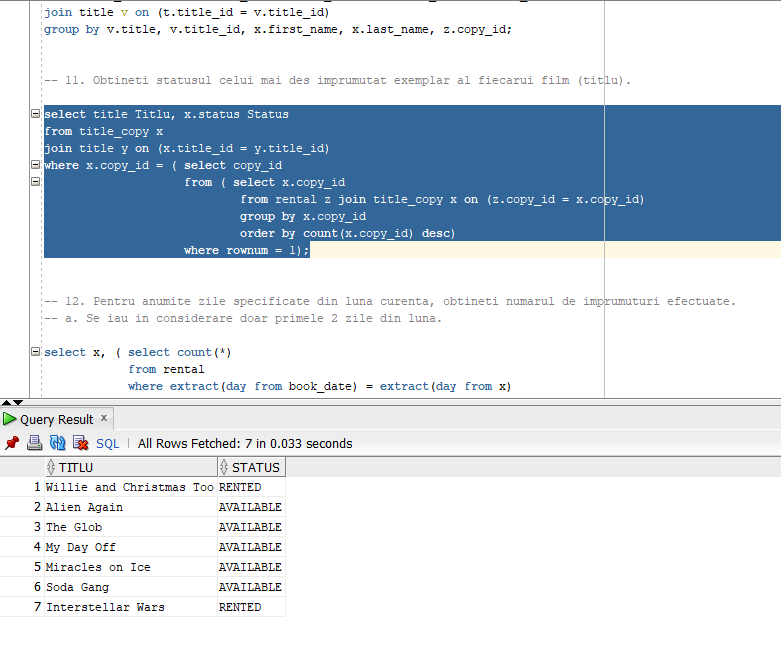 join title v on (t.title_id = v.title_id)
group by v.title, v.title_id, x.first_name, x.last_name, z.copy_id;
-- 11. Obtineti statusul celui mai des imprumutat exemplar al fiecarui film (titlu).
select title Titlu, x.status Status
from title_copy x
join title y on (x.title_id = y.title_id)
where x.copy_id = ( select copy_id
from ( select x.copy_id
from rental z join title_copy x on (z.copy_id = x.copy_id)
group by x.copy_id
order by count(x.copy_id) desc)
where rownum = 1);
-- 12. Pentru anumite zile specificate din luna curenta, obtineti numarul de imprumuturi efectuate.
-- a. Se iau in considerare doar primele 2 zile din luna.
select x, ( select count(*)
from rental
where extract(day from book_date) = extract(day from x)
Query Result x
SQL | All Rows Fetched: 7 in 0.033 seconds
TITLU STATUS
1 Willie and Christmas Too RENTED
2 Alien Again AVAILABLE
3 The Glob AVAILABLE
4 My Day Off AVAILABLE
5 Miracles on Ice AVAILABLE
6 Soda Gang AVAILABLE
7 Interstellar Wars RENTED